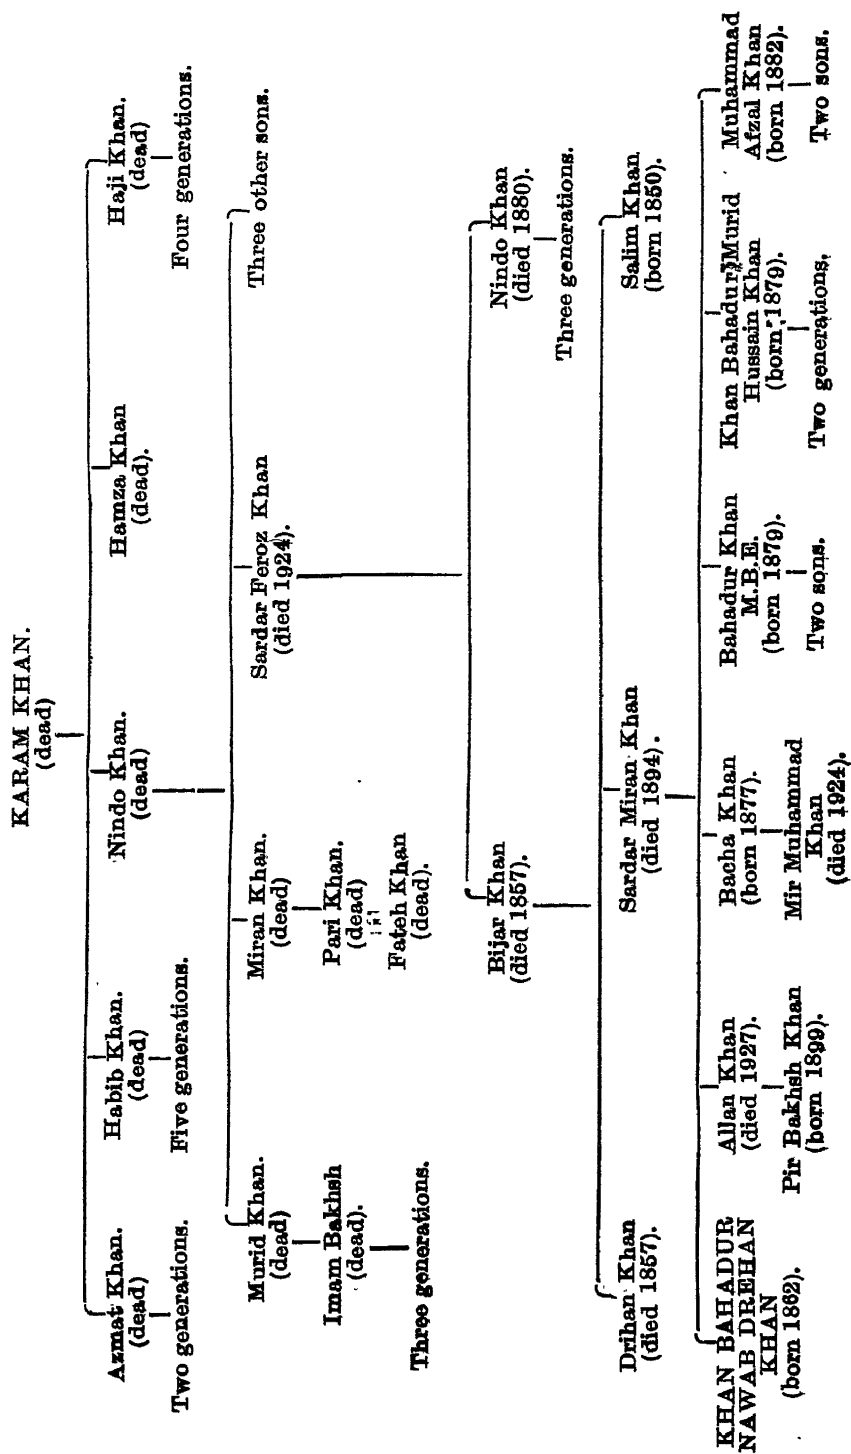 KARAM KHAN.
(dead)
Azmat Khan.
(dead)
Two generations.
Habib Khan.
(dead)
Five generations.
Nindo Khan.
(dead)
Hamza Khan
(dead).
Haji Khan.
(dead)
Four generations.
Murid Khan.
(dead)
Imam Bakhsh
(dead).
Three generations.
Miran Khan.
(dead)
Pari Khan.
(dead)
Fateh Khan
(dead).
Sardar Feroz Khan
(died 1924).
Three other sons.
Bijar Khan
(died 1857).
Nindo Khan
(died 1880).
Three generations.
Drihan Khan
(died 1857).
Sardar Miran Khan
(died 1894).
Salim Khan
(born 1850).
KHAN BAHADUR
NAWAB DREHAN
KHAN
(born 1862).
Allan Khan
(died 1927).
Pir Bakhsh Khan
(born 1899).
Bacha Khan
(born 1877).
Mir Muhammad
Khan
(died 1924).
Bahadur Khan
M.B.E.
(born 1879).
Two sons.
Khan Bahadur Murid
Hussain Khan
(born 1879).
Two generations.
Muhammad
Afzal Khan
(born 1882).
Two sons.